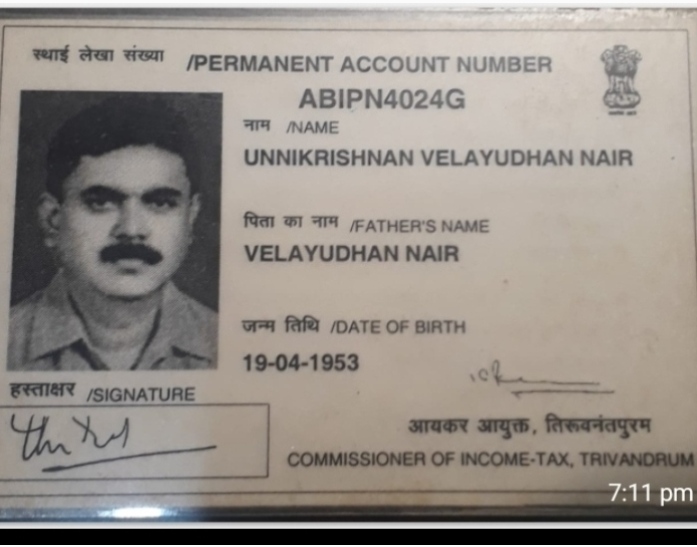 स्थाई लेखा संख्या /PERMANENT ACCOUNT NUMBER
ABIPN4024G
नाम /NAME
UNNIKRISHNAN VELAYUDHAN NAIR
पिता का नाम /FATHER'S NAME
VELAYUDHAN NAIR
जन्म तिथि /DATE OF BIRTH
19-04-1953
हस्ताक्षर /SIGNATURE
आयकर आयुक्त, तिरूवनंतपुरम
COMMISSIONER OF INCOME-TAX, TRIVANDRUM
7:11 pm